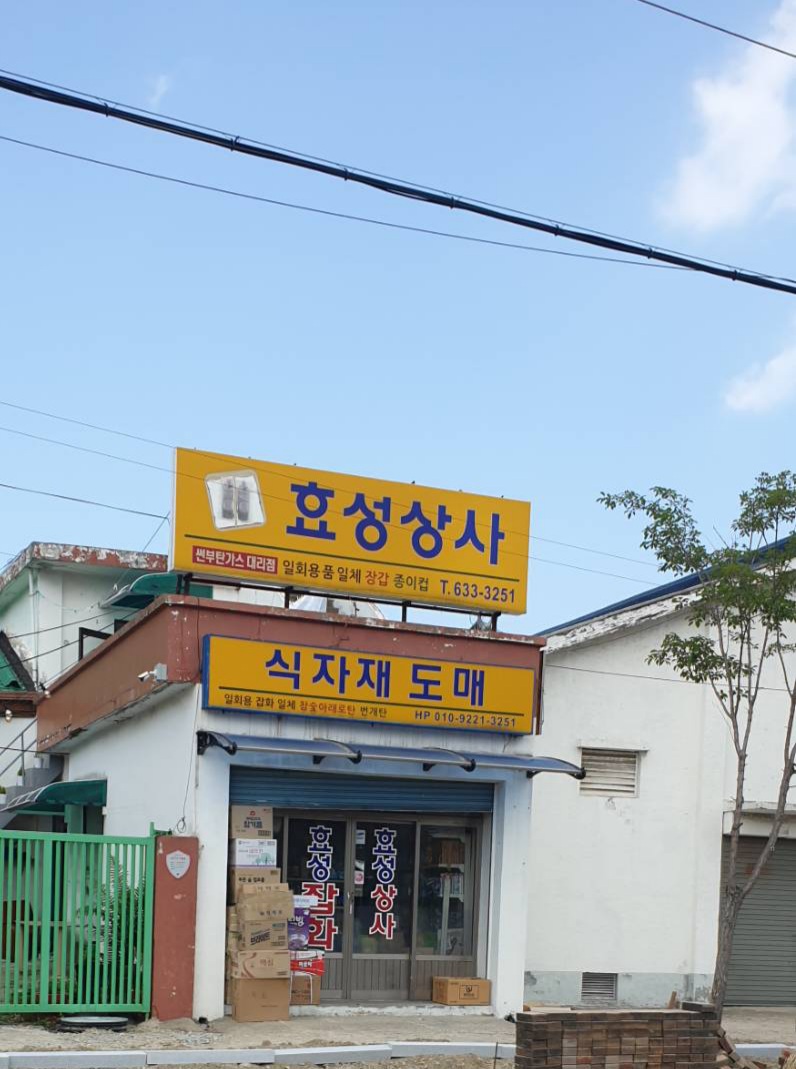 효성상사
썬부탄가스 대리점 일회용품일체 장갑 종이컵 T. 633-3251
식자재 도매
일회용 잡화 일체 참숯아래로탄 번개탄 HP 010-9221-3251
효성잡화
효성상사